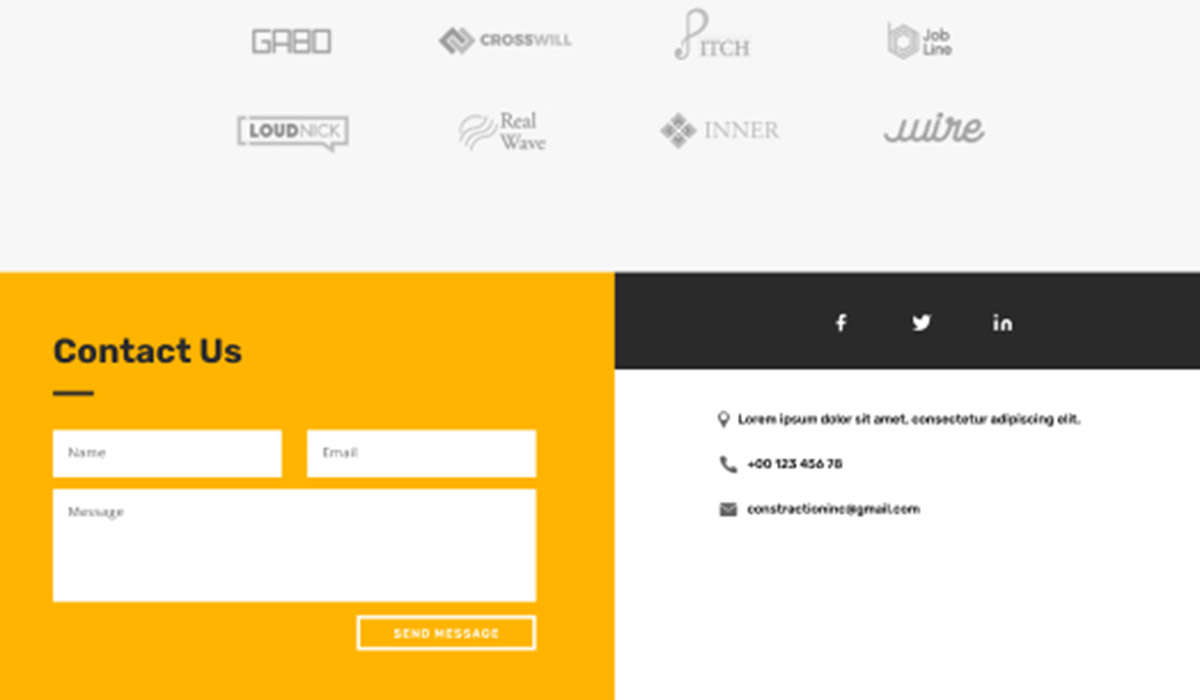 GABO
CROSSWILL
PITCH
Job
Line
LOUDNICK
Real
Wave
INNER
wire
Contact Us
Name
Email
Message
SEND MESSAGE
Lorem ipsum dolor sit amet, consectetur adipiscing elit.
+00 123 456 78
constractioninc@gmail.com